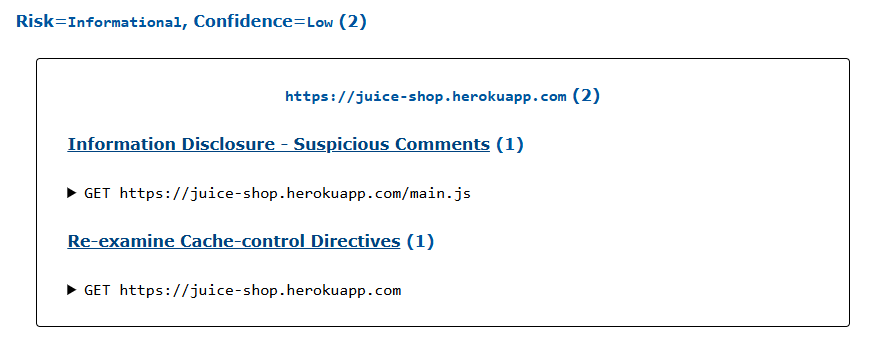 Risk=Informational, Confidence=Low (2)
https://juice-shop.herokuapp.com (2)
Information Disclosure - Suspicious Comments (1)
▶ GET https://juice-shop.herokuapp.com/main.js
Re-examine Cache-control Directives (1)
▶ GET https://juice-shop.herokuapp.com